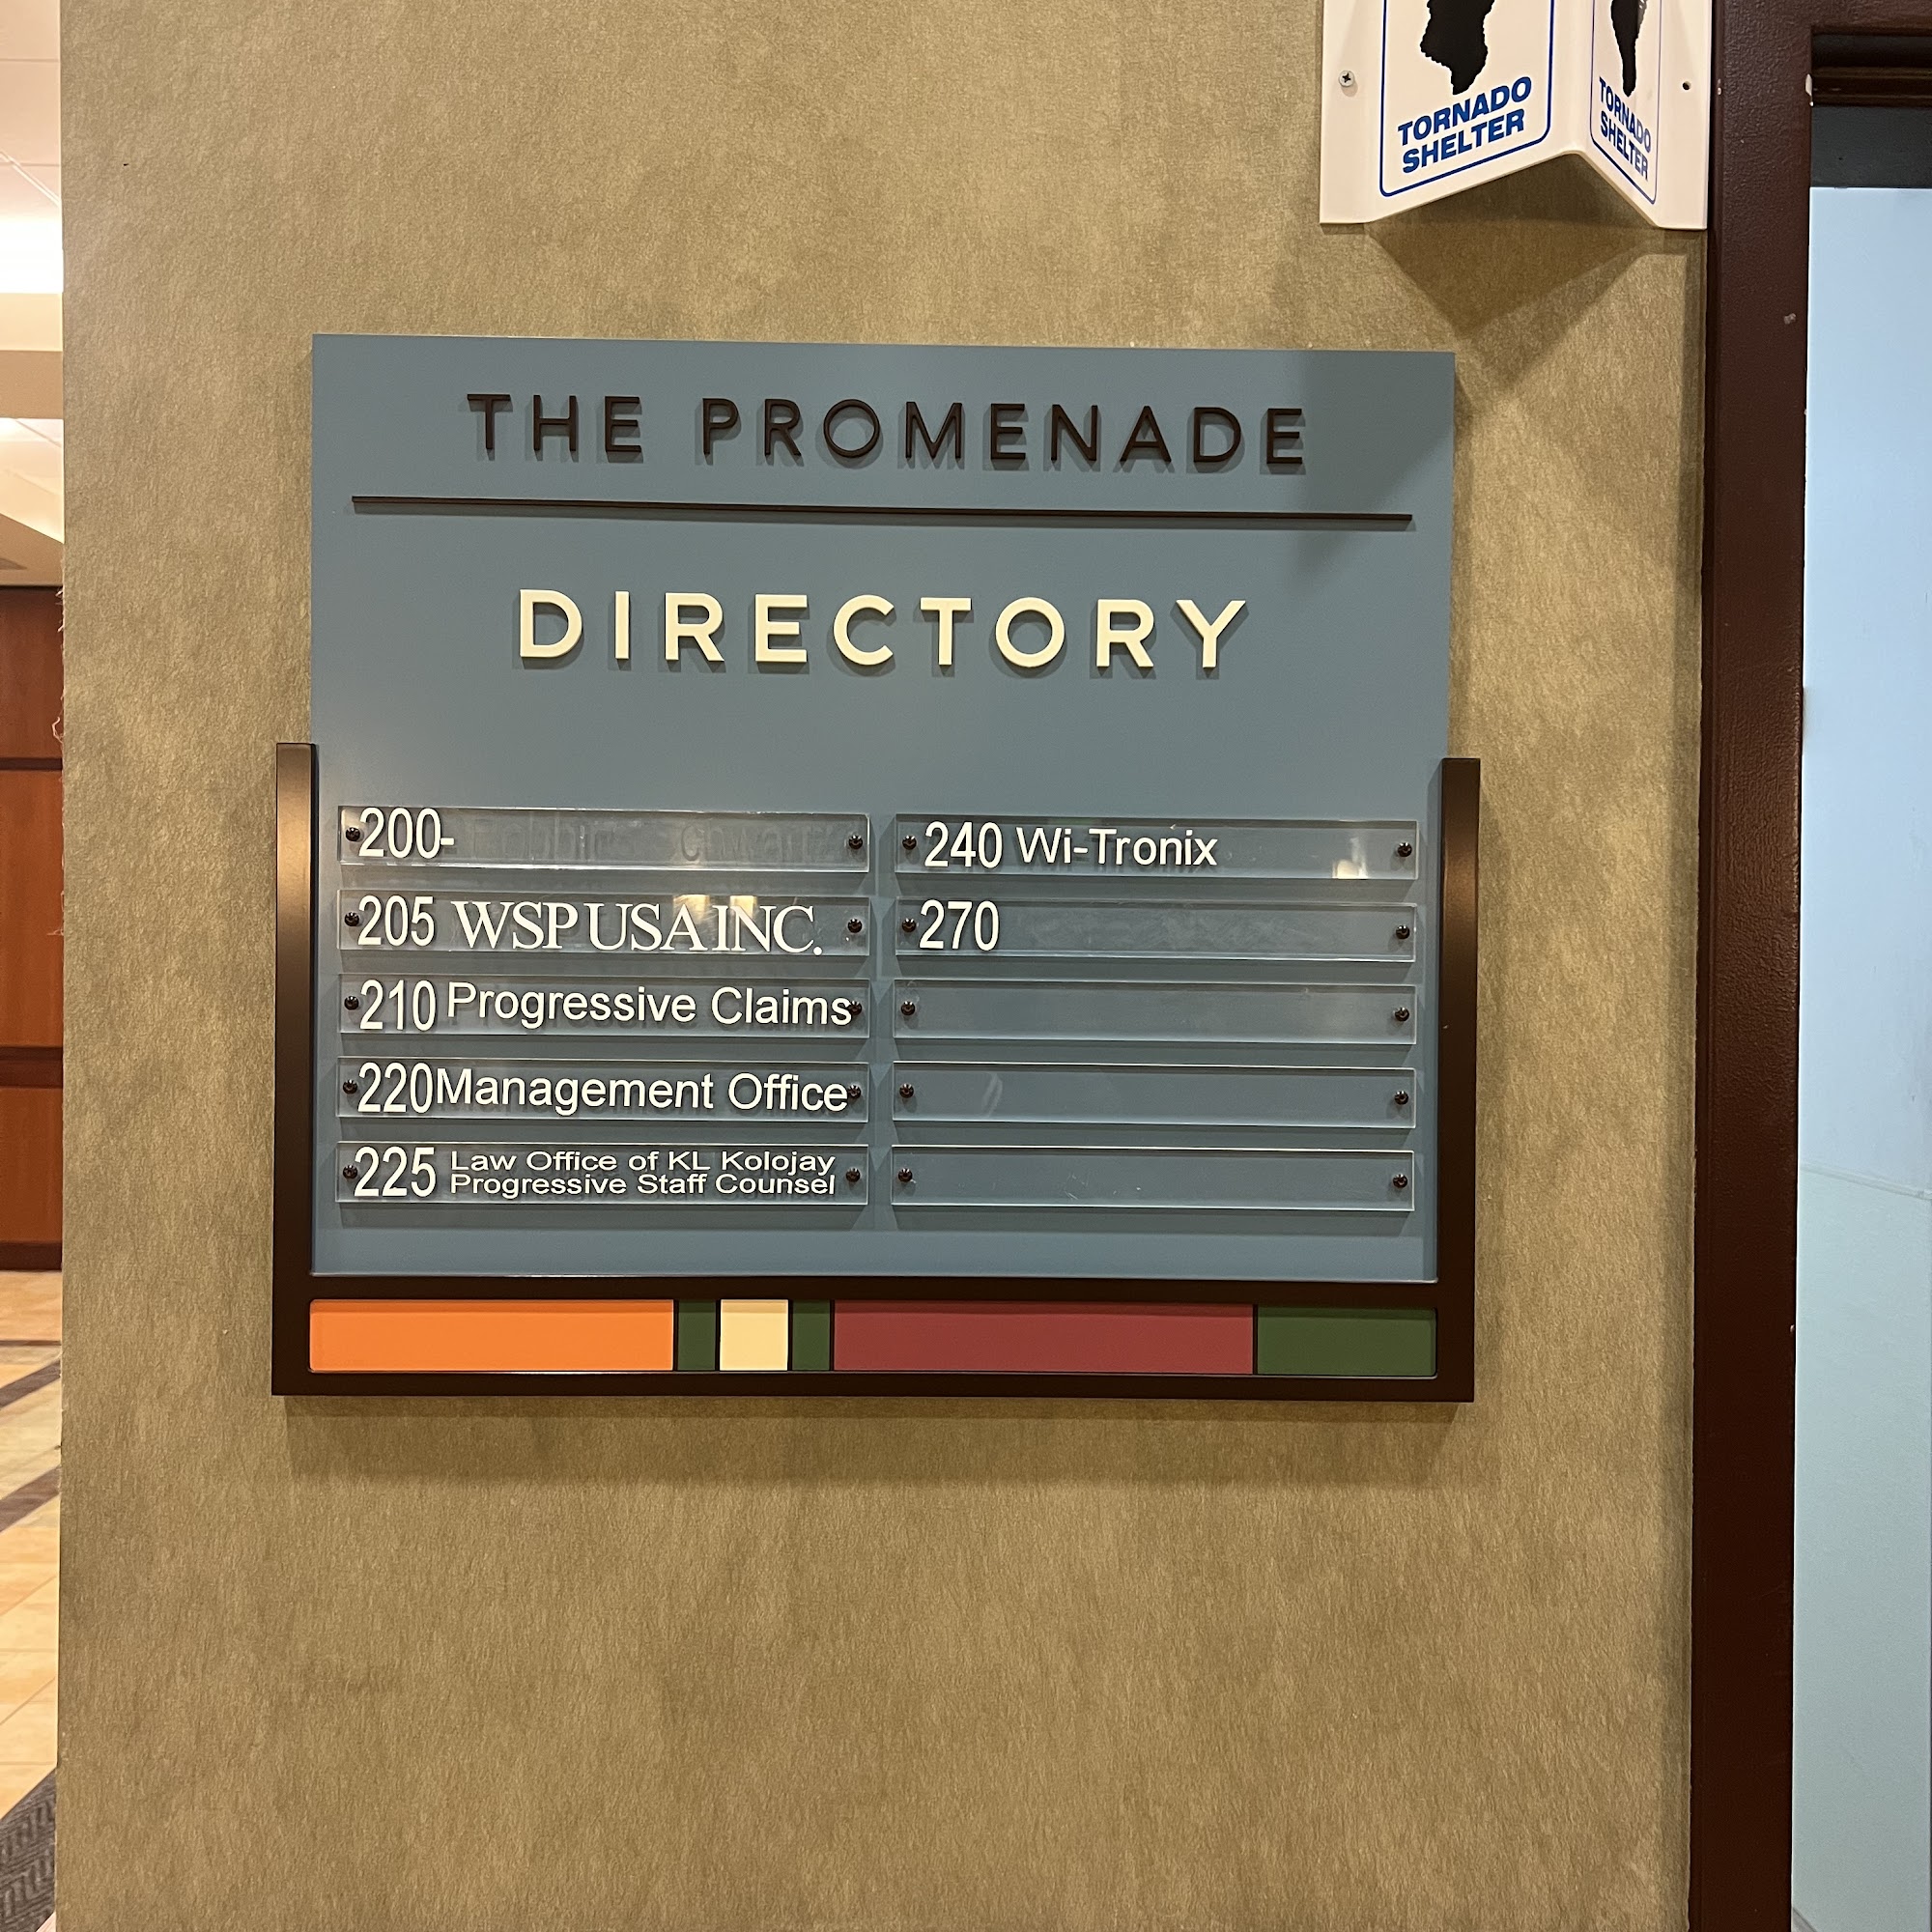 TORNADO
SHELTER
TORNADO
SHELTER
THE PROMENADE
DIRECTORY
200-
205 WSP USA INC.
210 Progressive Claims
220 Management Office
225 Law Office of KL Kolojay
Progressive Staff Counsel
240 Wi-Tronix
270